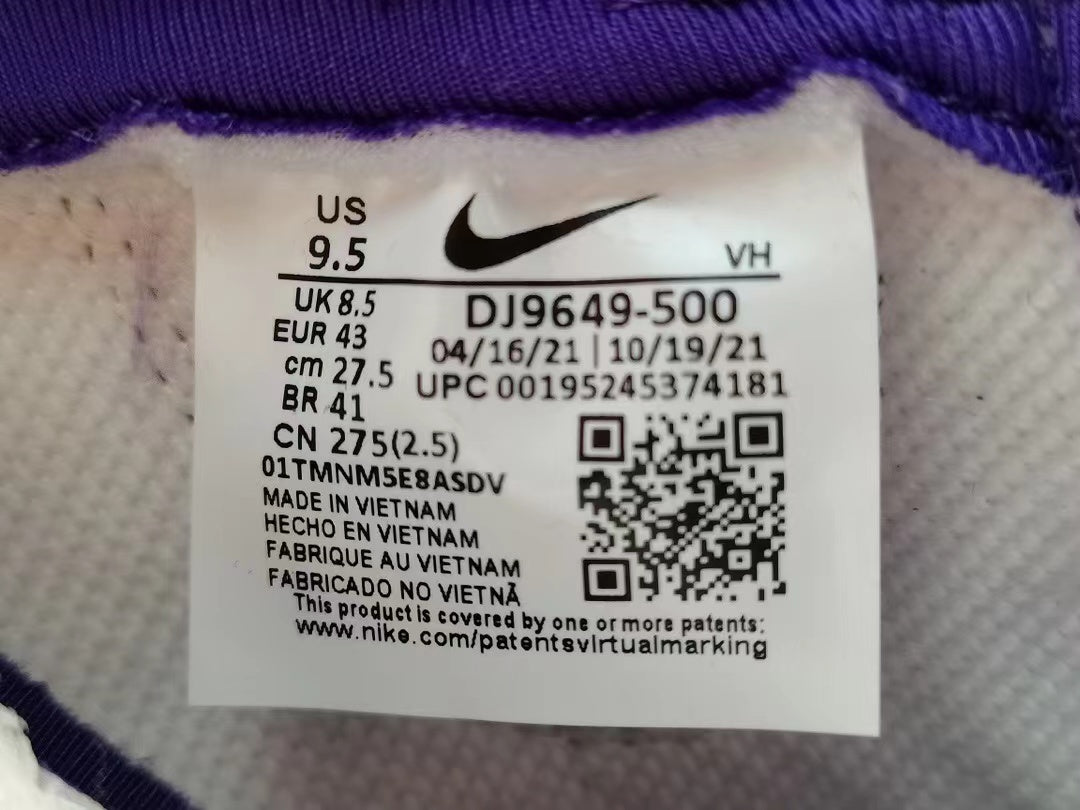 US
9.5
VH
UK 8.5
EUR 43
cm 27.5
BR 41
CN 275(2.5)
DJ9649-500
04/16/21 | 10/19/21
UPC 00195245374181
01TMNM5E8ASDV
MADE IN VIETNAM
HECHO EN VIETNAM
FABRIQUE AU VIETNAM
FABRICADO NO VIETNÃ
This product is covered by one or more patents:
www.nike.com/patentsvirtualmarking